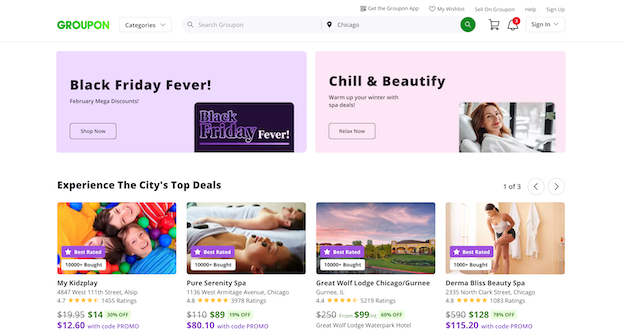 Get the Groupon App
My Wishlist
Sell On Groupon
Help
Sign Up
GROUPON
Categories
Search Groupon
Chicago
Sign In
Black Friday Fever!
February Mega Discounts!
Shop Now
Black
Friday Fever!
Chill & Beautify
Warm up your winter with
spa deals!
Relax Now
Experience The City's Top Deals
1 of 3
Best Rated
10000+ Bought
My Kidzplay
4847 West 111th Street, Alsip
4.7 1455 Ratings
$19.95 $14 30% OFF
$12.60 with code PROMO
Best Rated
10000+ Bought
Pure Serenity Spa
1136 West Armitage Avenue, Chicago
4.8 3978 Ratings
$110 $89 19% OFF
$80.10 with code PROMO
Best Rated
10000+ Bought
Great Wolf Lodge Chicago/Gurnee
Gurnee, IL
4.4 5219 Ratings
$250 From $99/nt 60% OFF
Great Wolf Lodge Waterpark Hotel
Best Rated
1000+ Bought
Derma Bliss Beauty Spa
2335 North Clark Street, Chicago
4.8 1083 Ratings
$590 $128 78% OFF
$115.20 with code PROMO